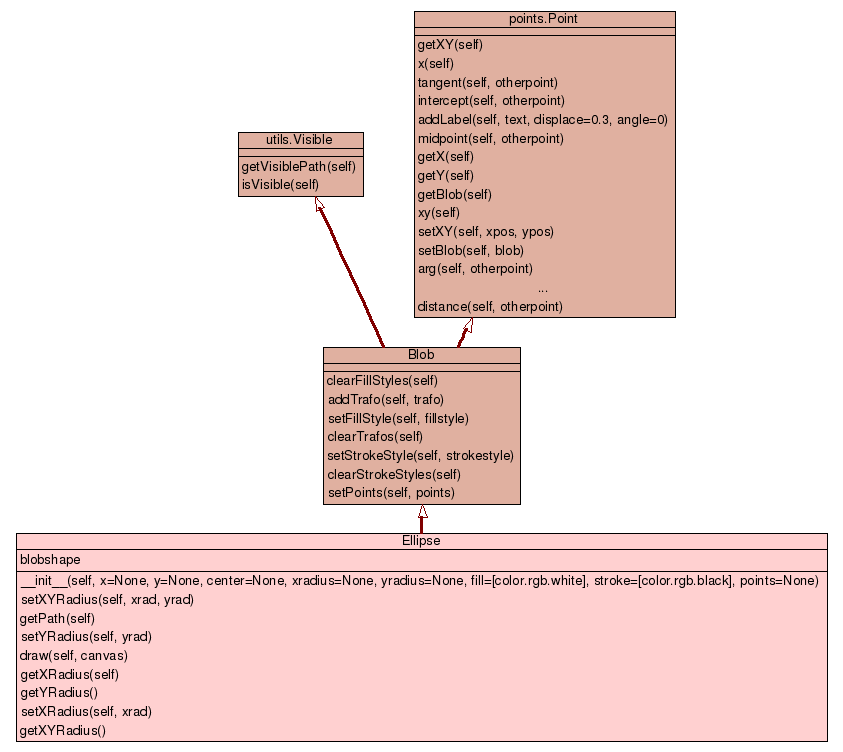 points.Point
getXY(self)
x(self)
tangent(self, otherpoint)
intercept(self, otherpoint)
addLabel(self, text, displace=0.3, angle=0)
midpoint(self, otherpoint)
getX(self)
getY(self)
getBlob(self)
xy(self)
setXY(self, xpos, ypos)
setBlob(self, blob)
arg(self, otherpoint)
...
distance(self, otherpoint)
utils.Visible
getVisiblePath(self)
isVisible(self)
Blob
clearFillStyles(self)
addTrafo(self, trafo)
setFillStyle(self, fillstyle)
clearTrafos(self)
setStrokeStyle(self, strokestyle)
clearStrokeStyles(self)
setPoints(self, points)
Ellipse
blobshape
__init__(self, x=None, y=None, center=None, xradius=None, yradius=None, fill=[color.rgb.white], stroke=[color.rgb.black], points=None)
setXYRadius(self, xrad, yrad)
getPath(self)
setYRadius(self, yrad)
draw(self, canvas)
getXRadius(self)
getYRadius()
setXRadius(self, xrad)
getXYRadius()